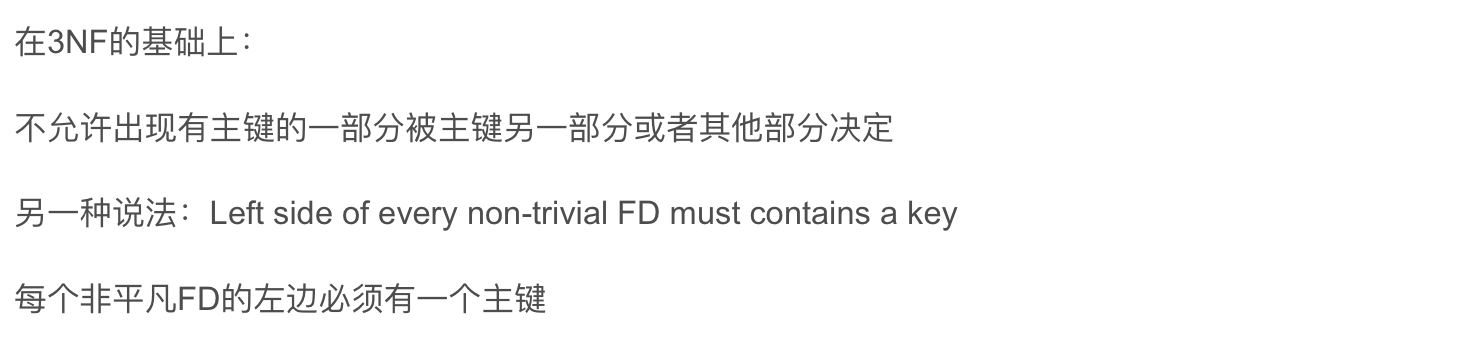 在3NF的基础上：
不允许出现有主键的一部分被主键另一部分或者其他部分决定
另一种说法：Left side of every non-trivial FD must contains a key
每个非平凡FD的左边必须有一个主键